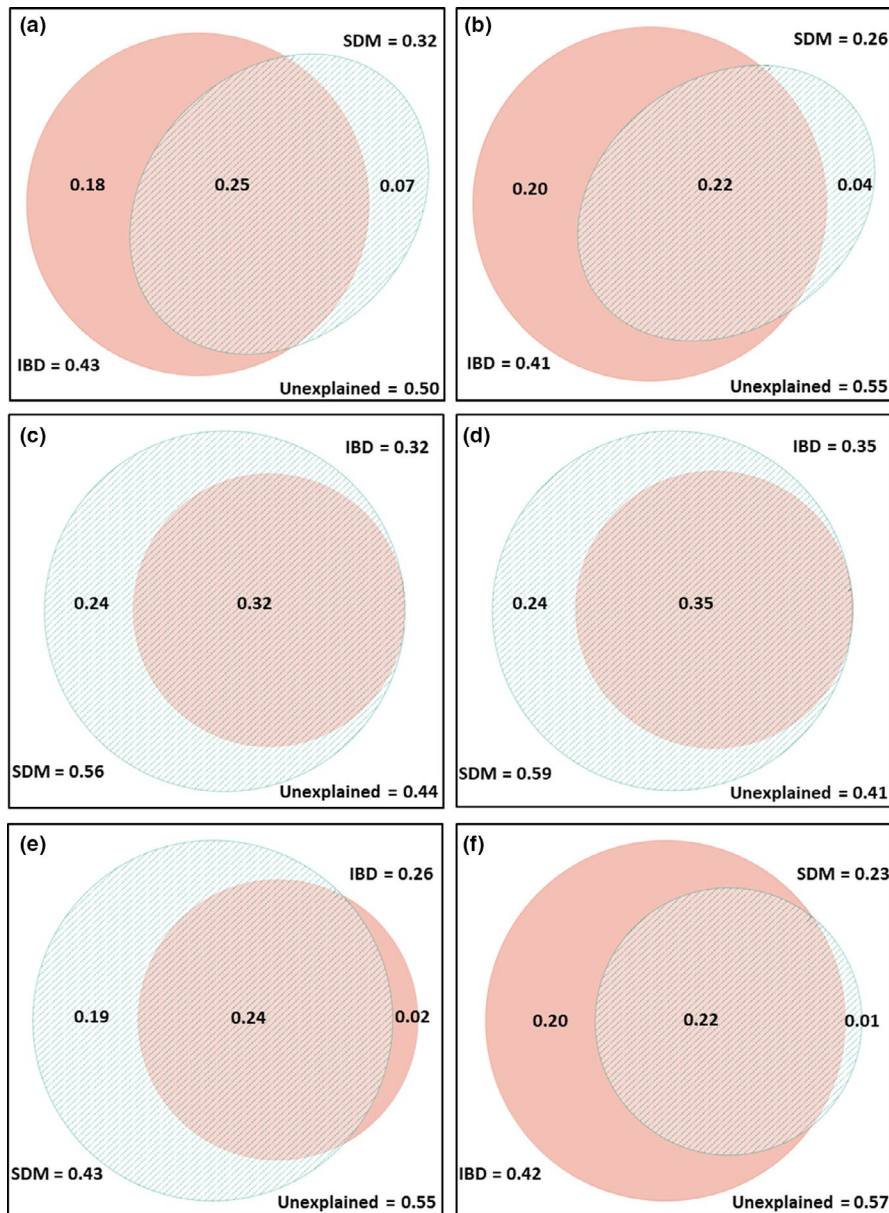 (a)
SDM = 0.32
0.18
0.25
0.07
IBD = 0.43
Unexplained = 0.50
(b)
SDM = 0.26
0.20
0.22
0.04
IBD = 0.41
Unexplained = 0.55
(c)
IBD = 0.32
0.24
0.32
SDM = 0.56
Unexplained = 0.44
(d)
IBD = 0.35
0.24
0.35
SDM = 0.59
Unexplained = 0.41
(e)
IBD = 0.26
0.19
0.24
0.02
SDM = 0.43
Unexplained = 0.55
(f)
SDM = 0.23
0.20
0.22
0.01
IBD = 0.42
Unexplained = 0.57